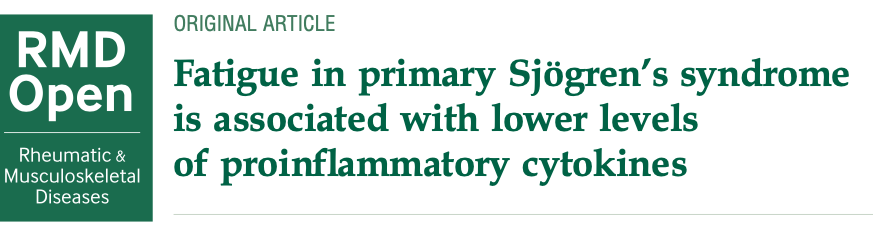 RMD
Open
Rheumatic &
Musculoskeletal
Diseases
ORIGINAL ARTICLE
Fatigue in primary Sjögren’s syndrome
is associated with lower levels
of proinflammatory cytokines